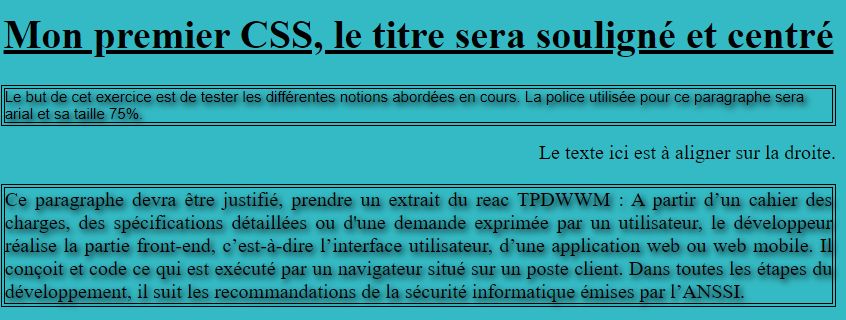 Mon premier CSS, le titre sera souligné et centré
Le but de cet exercice est de tester les différentes notions abordées en cours. La police utilisée pour ce paragraphe sera
arial et sa taille 75%.
Le texte ici est à aligner sur la droite.
Ce paragraphe devra être justifié, prendre un extrait du reac TPDWWM : A partir d’un cahier des
charges, des spécifications détaillées ou d'une demande exprimée par un utilisateur, le développeur
réalise la partie front-end, c’est-à-dire l’interface utilisateur, d’une application web ou web mobile. Il
conçoit et code ce qui est exécuté par un navigateur situé sur un poste client. Dans toutes les étapes du
développement, il suit les recommandations de la sécurité informatique émises par l’ANSSI.